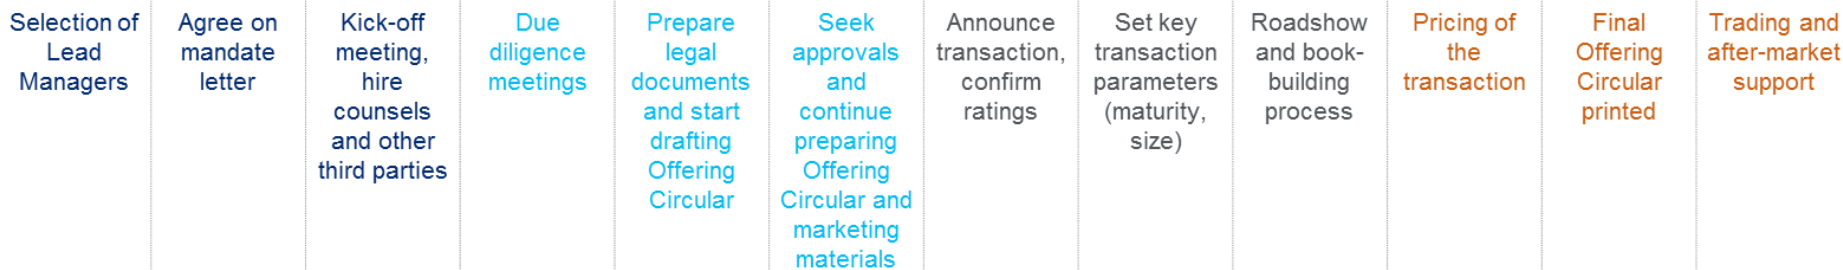 Selection of
Lead
Managers
Agree on
mandate
letter
Kick-off
meeting,
hire
counsels
and other
third parties
Due
diligence
meetings
Prepare
legal
documents
and start
drafting
Offering
Circular
Seek
approvals
and
continue
preparing
Offering
Circular and
marketing
materials
Announce
transaction,
confirm
ratings
Set key
transaction
parameters
(maturity,
size)
Roadshow
and book-
building
process
Pricing of
the
transaction
Final
Offering
Circular
printed
Trading and
after-market
support